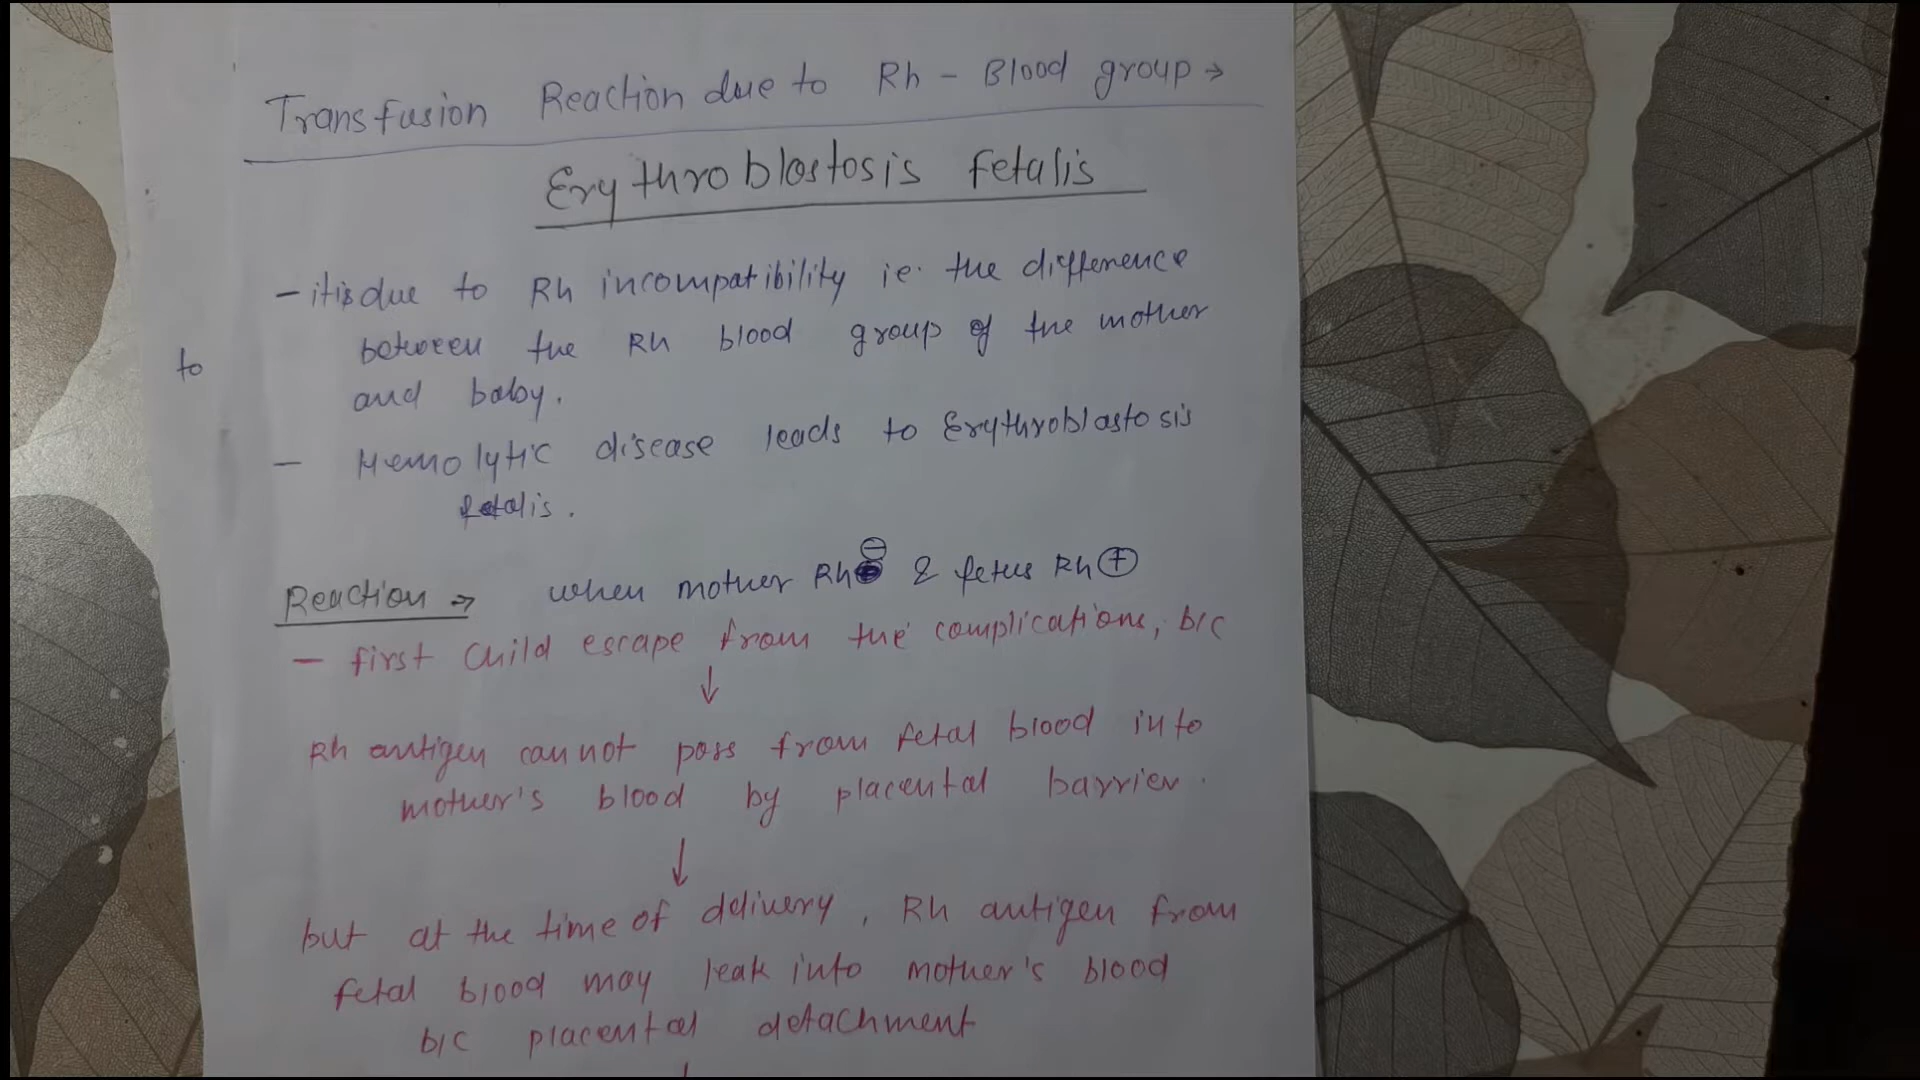 Transfusion Reaction due to Rh - Blood group →
Erythroblastosis Fetalis
- it is due to Rh incompatibility ie. the difference
between the Rh blood group of the mother
to
and baby.
- Hemolytic disease leads to Erythroblastosis
fetalis.
Reaction → when mother Rh ⊖ & fetus Rh ⊕
- first Child escape from the complications, b/c
↓
Rh antigen cannot pass from fetal blood into
mother's blood by placental barrier.
↓
but at the time of delivery, Rh antigen from
fetal blood may leak into mother's blood
b/c placental detachment